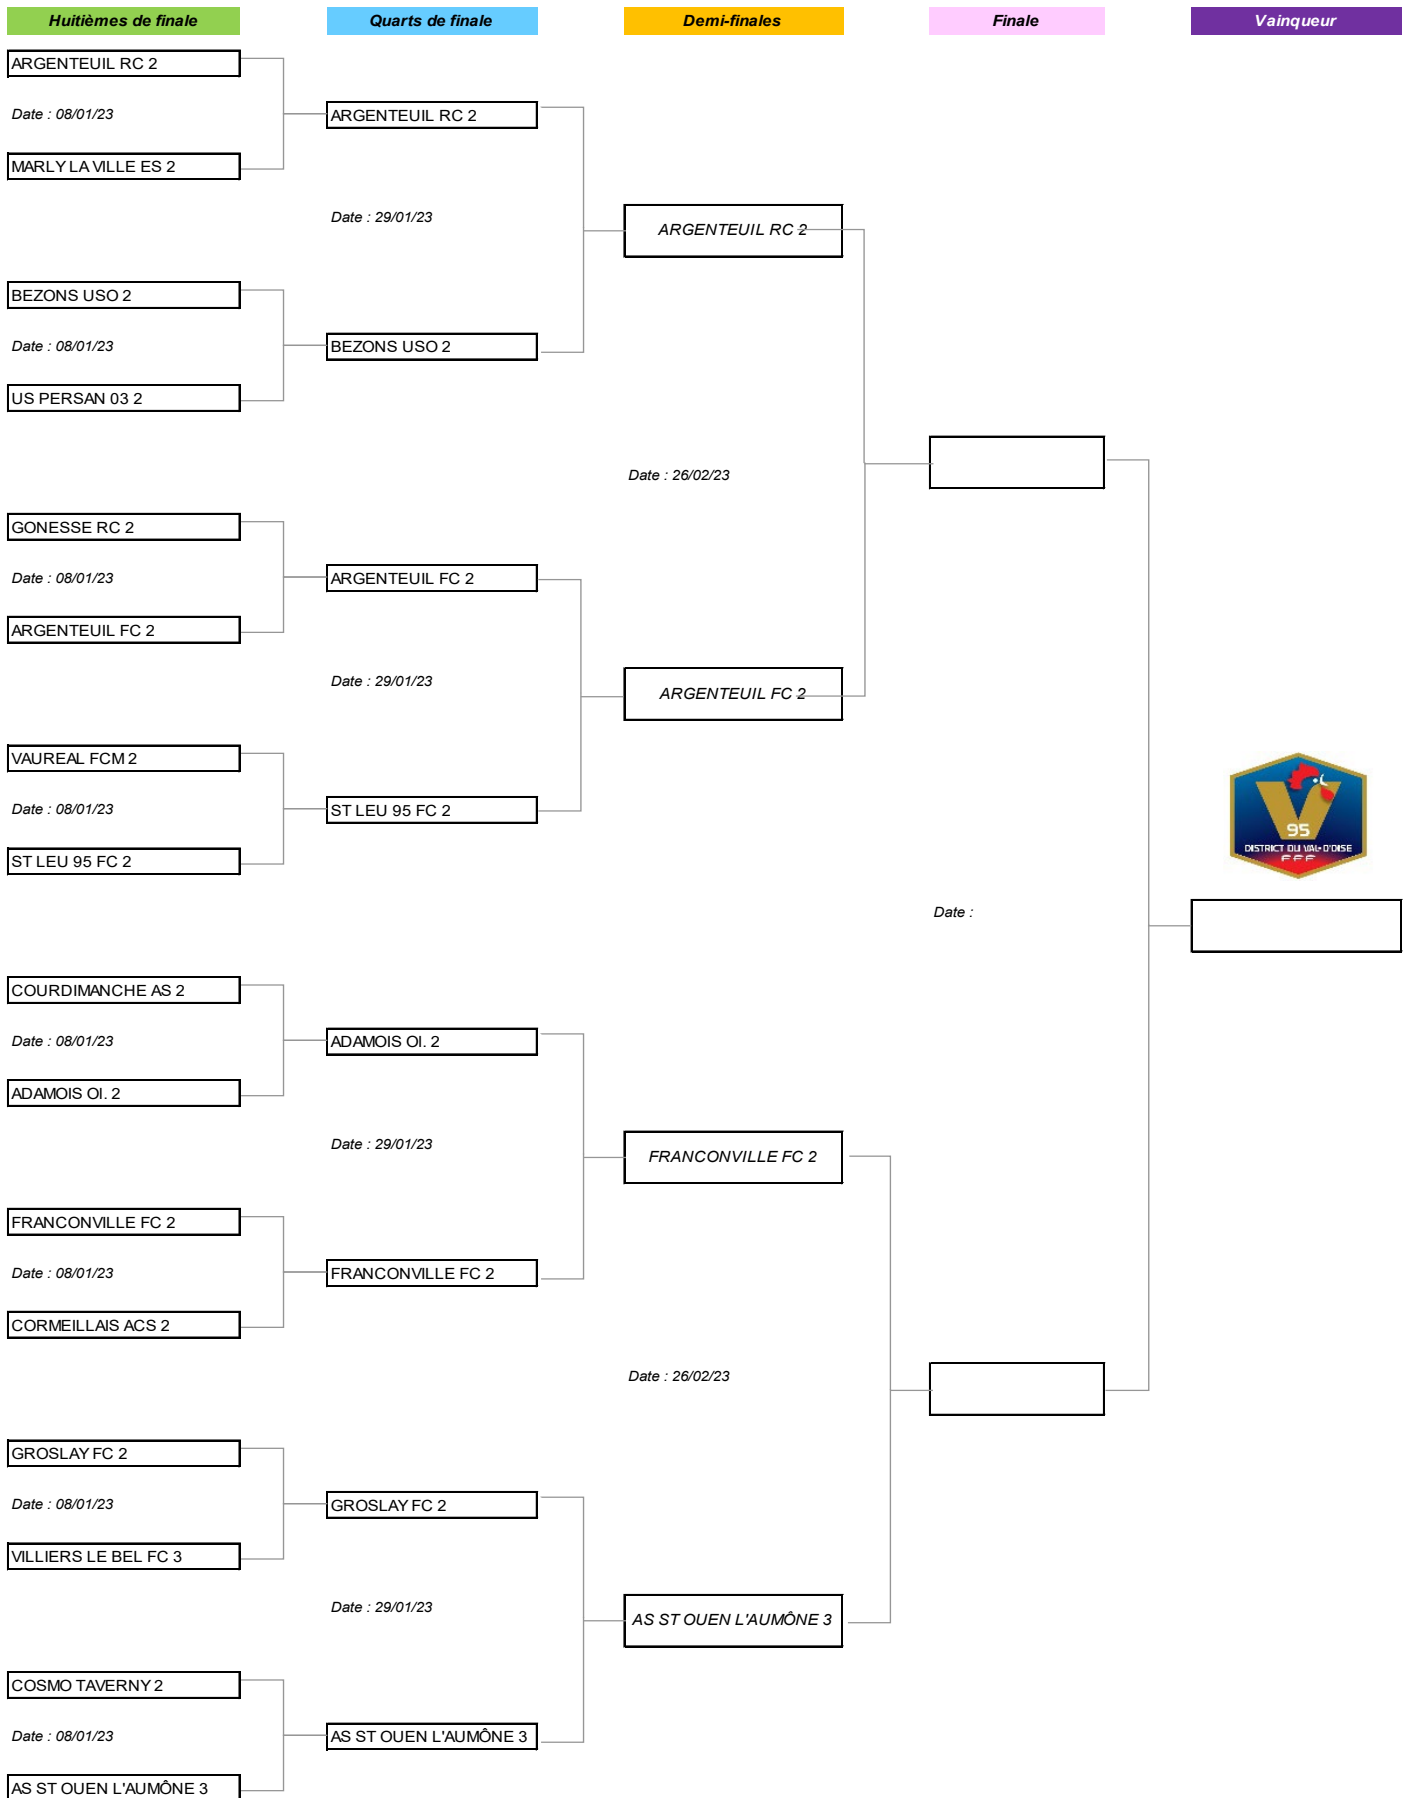 Huitièmes de finale
Quarts de finale
Demi-finales
Finale
Vainqueur
ARGENTEUIL RC 2
Date : 08/01/23
ARGENTEUIL RC 2
MARLY LA VILLE ES 2
Date : 29/01/23
ARGENTEUIL RC 2
BEZONS USO 2
Date : 08/01/23
BEZONS USO 2
US PERSAN 03 2
Date : 26/02/23
GONESSE RC 2
Date : 08/01/23
ARGENTEUIL FC 2
ARGENTEUIL FC 2
Date : 29/01/23
ARGENTEUIL FC 2
VAUREAL FCM 2
Date : 08/01/23
ST LEU 95 FC 2
ST LEU 95 FC 2
95
DISTRICT DU VAL-D'OISE
FFF
Date :
COURDIMANCHE AS 2
Date : 08/01/23
ADAMOIS Ol. 2
ADAMOIS Ol. 2
Date : 29/01/23
FRANCONVILLE FC 2
FRANCONVILLE FC 2
Date : 08/01/23
FRANCONVILLE FC 2
CORMEILLAIS ACS 2
Date : 26/02/23
GROSLAY FC 2
Date : 08/01/23
GROSLAY FC 2
VILLIERS LE BEL FC 3
Date : 29/01/23
AS ST OUEN L'AUMÔNE 3
COSMO TAVERNY 2
Date : 08/01/23
AS ST OUEN L'AUMÔNE 3
AS ST OUEN L'AUMÔNE 3